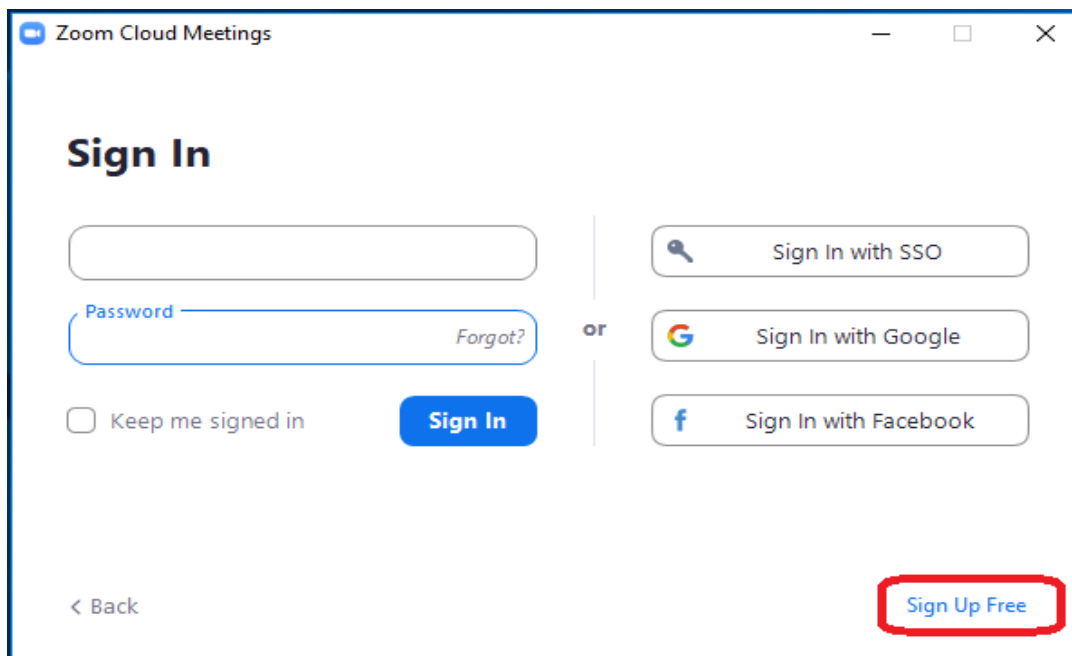 Zoom Cloud Meetings
Sign In
Password
Forgot?
Keep me signed in
Sign In
or
Sign In with SSO
Sign In with Google
Sign In with Facebook
< Back
Sign Up Free